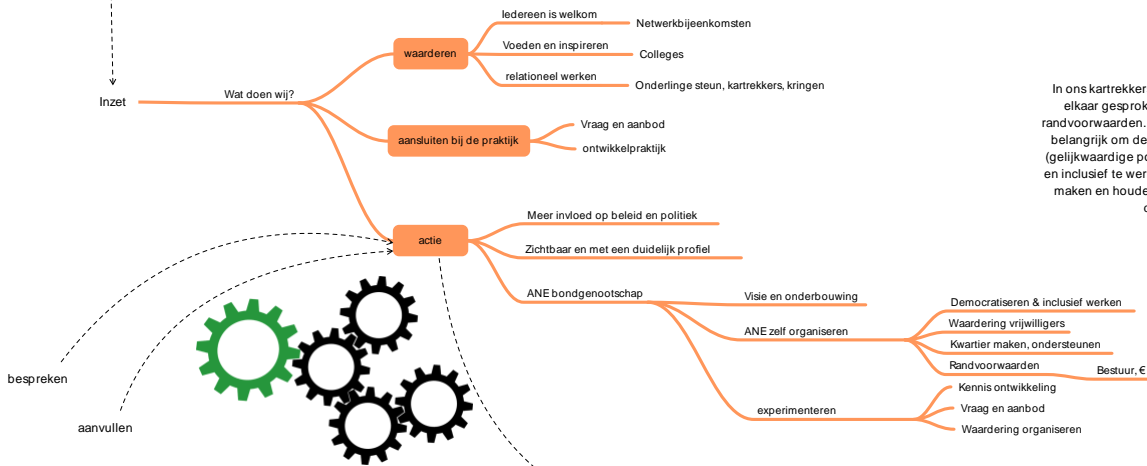 Inzet
Wat doen wij?
waarderen
Iedereen is welkom
Netwerkbijeenkomsten
Voeden en inspireren
Colleges
relationeel werken
Onderlinge steun, kartrekkers, kringen
aansluiten bij de praktijk
Vraag en aanbod
ontwikkelpraktijk
actie
Meer invloed op beleid en politiek
Zichtbaar en met een duidelijk profiel
ANE bondgenootschap
Visie en onderbouwing
ANE zelf organiseren
Democratiseren & inclusief werken
Waardering vrijwilligers
Kwartier maken, ondersteunen
Randvoorwaarden
Bestuur, €
experimenteren
Kennis ontwikkeling
Vraag en aanbod
Waardering organiseren
bespreken
aanvullen
In ons kartrekker
elkaar gesprok
randvoorwaarden.
belangrijk om de
(gelijkwaardige po
en inclusief te wer
maken en houde